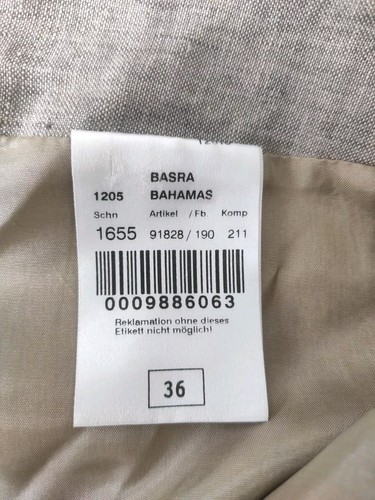 BASRA
1205 BAHAMAS
Schn Artikel / Fb. Komp
1655 91828 / 190 211
0009886063
Reklamation ohne dieses
Etikett nicht möglich!
36